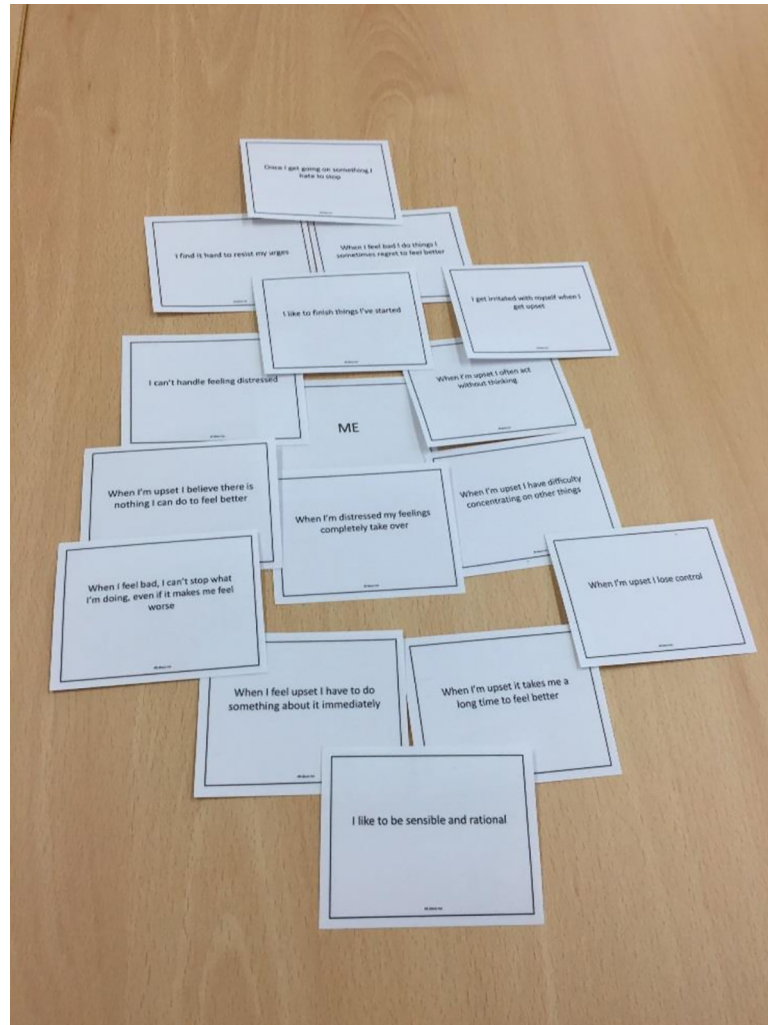 Once I get going on something I
hate to stop
I find it hard to resist my urges
When I feel bad I do things I
sometimes regret to feel better
I like to finish things I've started
I get irritated with myself when I
get upset
I can't handle feeling distressed
When I'm upset I often act
without thinking
ME
When I'm upset I believe there is
nothing I can do to feel better
When I'm distressed my feelings
completely take over
When I'm upset I have difficulty
concentrating on other things
When I feel bad, I can't stop what
I'm doing, even if it makes me feel
worse
When I'm upset I lose control
When I feel upset I have to do
something about it immediately
When I'm upset it takes me a
long time to feel better
I like to be sensible and rational